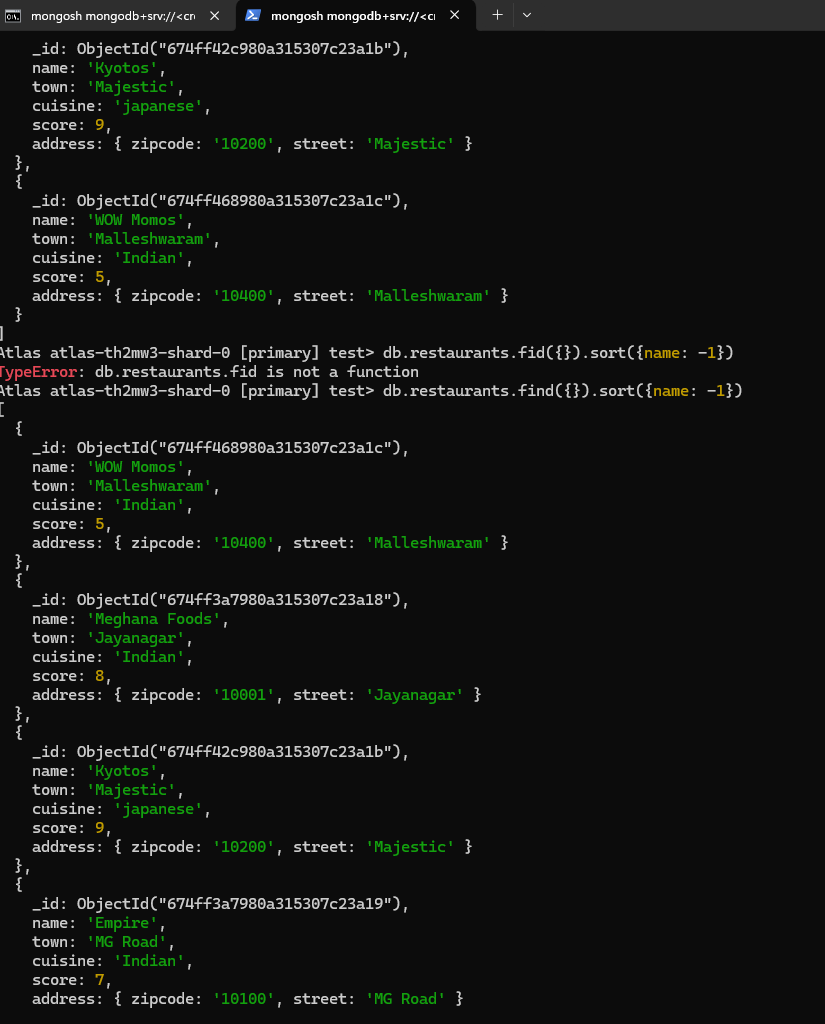 mongosh mongodb+srv://<cr
mongosh mongodb+srv://<cr
_id: ObjectId("674ff42c980a315307c23a1b"),
name: 'Kyotos',
town: 'Majestic',
cuisine: 'japanese',
score: 9,
address: { zipcode: '10200', street: 'Majestic' }
},
{
_id: ObjectId("674ff468980a315307c23a1c"),
name: 'WOW Momos',
town: 'Malleshwaram',
cuisine: 'Indian',
score: 5,
address: { zipcode: '10400', street: 'Malleshwaram' }
}
]
Atlas atlas-th2mw3-shard-0 [primary] test> db.restaurants.fid({}).sort({name: -1})
TypeError: db.restaurants.fid is not a function
Atlas atlas-th2mw3-shard-0 [primary] test> db.restaurants.find({}).sort({name: -1})
[
{
_id: ObjectId("674ff468980a315307c23a1c"),
name: 'WOW Momos',
town: 'Malleshwaram',
cuisine: 'Indian',
score: 5,
address: { zipcode: '10400', street: 'Malleshwaram' }
},
{
_id: ObjectId("674ff3a7980a315307c23a18"),
name: 'Meghana Foods',
town: 'Jayanagar',
cuisine: 'Indian',
score: 8,
address: { zipcode: '10001', street: 'Jayanagar' }
},
{
_id: ObjectId("674ff42c980a315307c23a1b"),
name: 'Kyotos',
town: 'Majestic',
cuisine: 'japanese',
score: 9,
address: { zipcode: '10200', street: 'Majestic' }
},
{
_id: ObjectId("674ff3a7980a315307c23a19"),
name: 'Empire',
town: 'MG Road',
cuisine: 'Indian',
score: 7,
address: { zipcode: '10100', street: 'MG Road' }